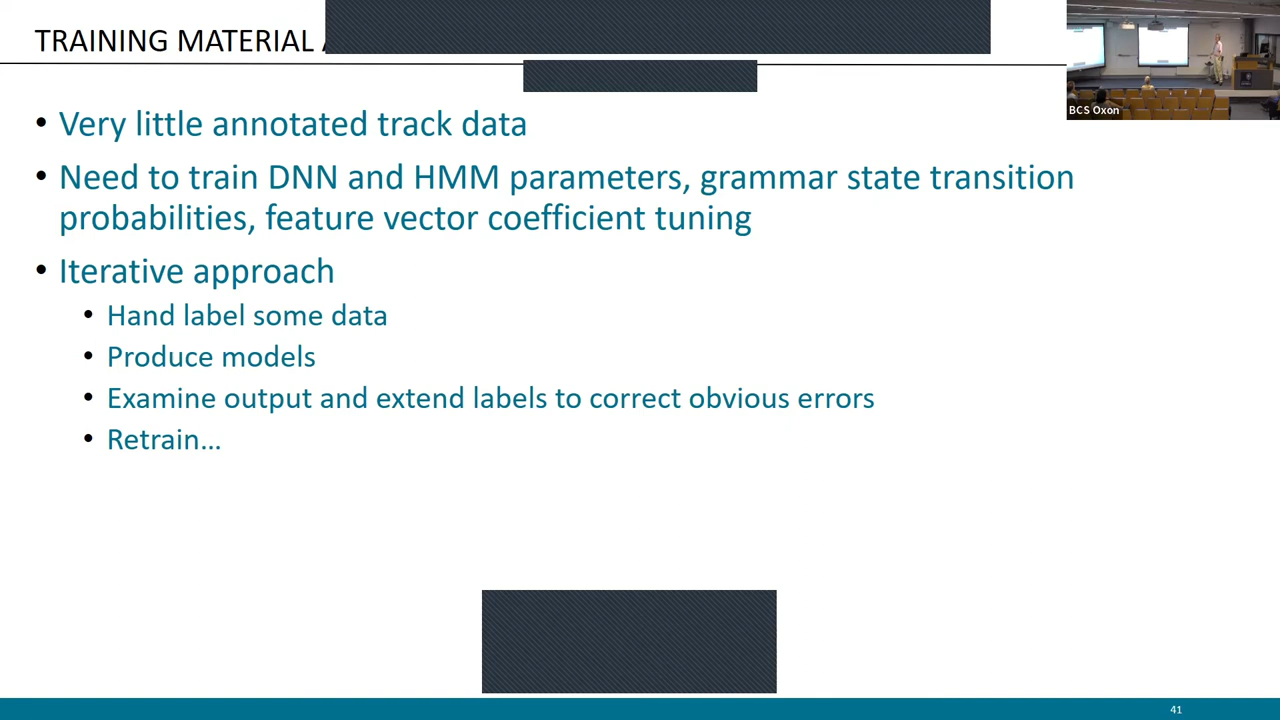 TRAINING MATERIAL
BCS Oxon
• Very little annotated track data
• Need to train DNN and HMM parameters, grammar state transition
probabilities, feature vector coefficient tuning
• Iterative approach
• Hand label some data
• Produce models
• Examine output and extend labels to correct obvious errors
• Retrain…
41